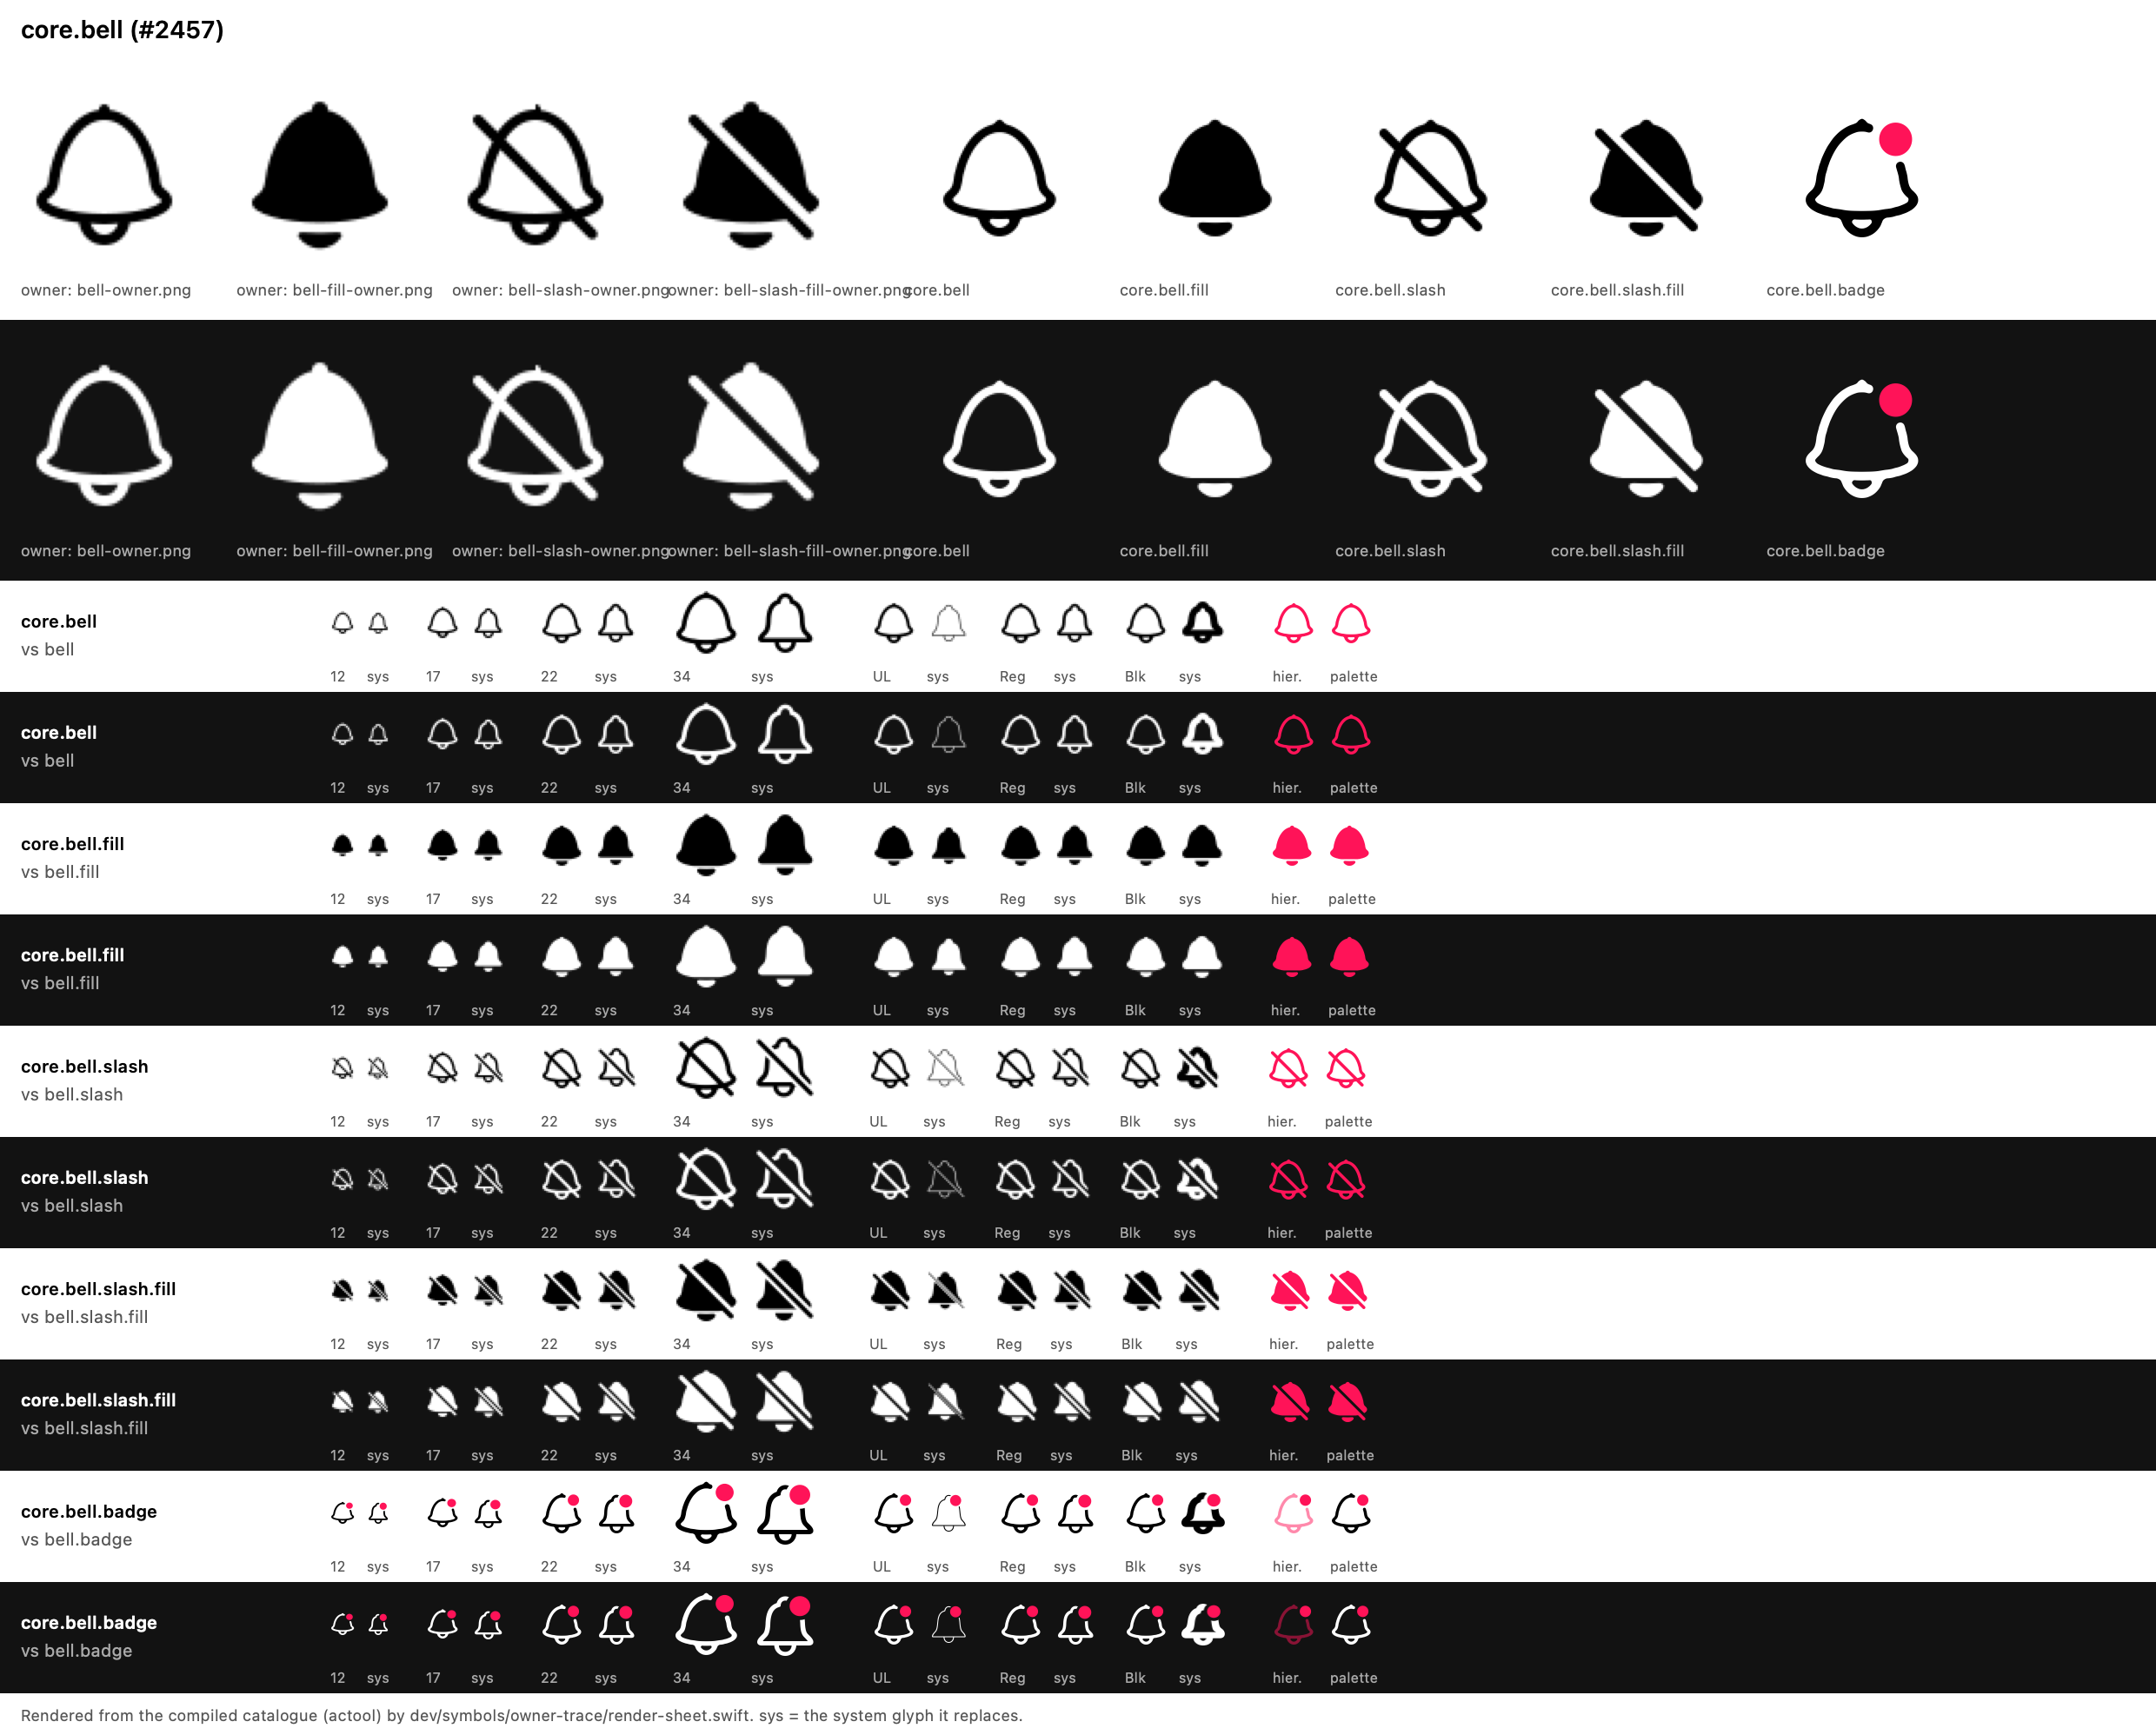 core.bell (#2457)
owner: bell-owner.png owner: bell-fill-owner.png owner: bell-slash-owner.png owner: bell-slash-fill-owner.png core.bell core.bell.fill core.bell.slash core.bell.slash.fill core.bell.badge
owner: bell-owner.png owner: bell-fill-owner.png owner: bell-slash-owner.png owner: bell-slash-fill-owner.png core.bell core.bell.fill core.bell.slash core.bell.slash.fill core.bell.badge
core.bell
vs bell
12 sys 17 sys 22 sys 34 sys UL sys Reg sys Blk sys hier. palette
core.bell
vs bell
12 sys 17 sys 22 sys 34 sys UL sys Reg sys Blk sys hier. palette
core.bell.fill
vs bell.fill
12 sys 17 sys 22 sys 34 sys UL sys Reg sys Blk sys hier. palette
core.bell.fill
vs bell.fill
12 sys 17 sys 22 sys 34 sys UL sys Reg sys Blk sys hier. palette
core.bell.slash
vs bell.slash
12 sys 17 sys 22 sys 34 sys UL sys Reg sys Blk sys hier. palette
core.bell.slash
vs bell.slash
12 sys 17 sys 22 sys 34 sys UL sys Reg sys Blk sys hier. palette
core.bell.slash.fill
vs bell.slash.fill
12 sys 17 sys 22 sys 34 sys UL sys Reg sys Blk sys hier. palette
core.bell.slash.fill
vs bell.slash.fill
12 sys 17 sys 22 sys 34 sys UL sys Reg sys Blk sys hier. palette
core.bell.badge
vs bell.badge
12 sys 17 sys 22 sys 34 sys UL sys Reg sys Blk sys hier. palette
core.bell.badge
vs bell.badge
12 sys 17 sys 22 sys 34 sys UL sys Reg sys Blk sys hier. palette
Rendered from the compiled catalogue (actool) by dev/symbols/owner-trace/render-sheet.swift. sys = the system glyph it replaces.